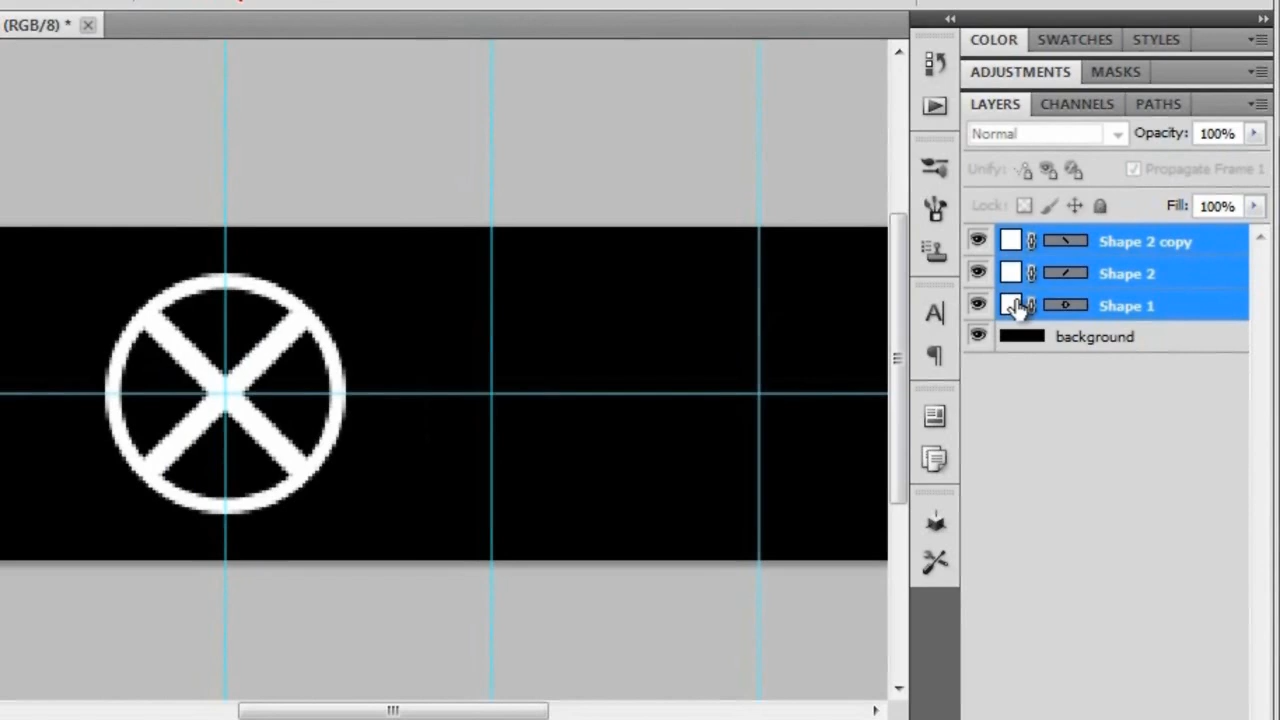 (RGB/8) *
COLOR SWATCHES STYLES
ADJUSTMENTS MASKS
LAYERS CHANNELS PATHS
Normal Opacity: 100%
Unify: Propagate Frame 1
Lock: Fill: 100%
Shape 2 copy
Shape 2
Shape 1
background